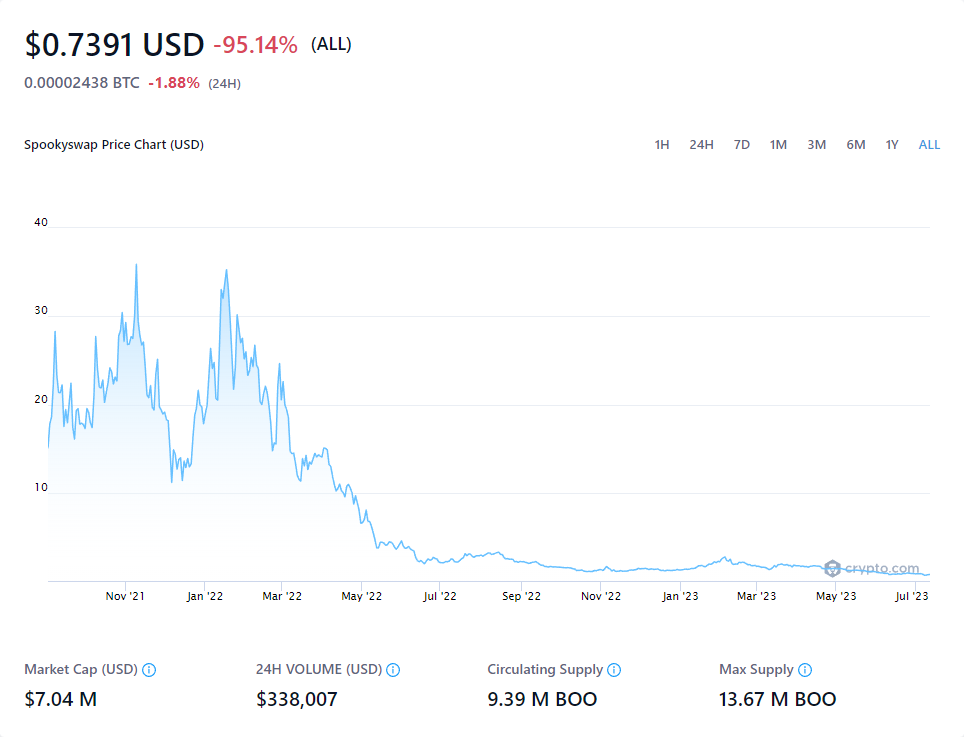 $0.7391 USD -95.14% (ALL)
0.00002438 BTC -1.88% (24H)
Spookyswap Price Chart (USD) 1H 24H 7D 1M 3M 6M 1Y ALL
40
30
20
10
crypto.com
Nov '21 Jan '22 Mar '22 May '22 Jul '22 Sep '22 Nov '22 Jan '23 Mar '23 May '23 Jul '23
Market Cap (USD) 24H VOLUME (USD) Circulating Supply Max Supply
$7.04 M $338,007 9.39 M BOO 13.67 M BOO